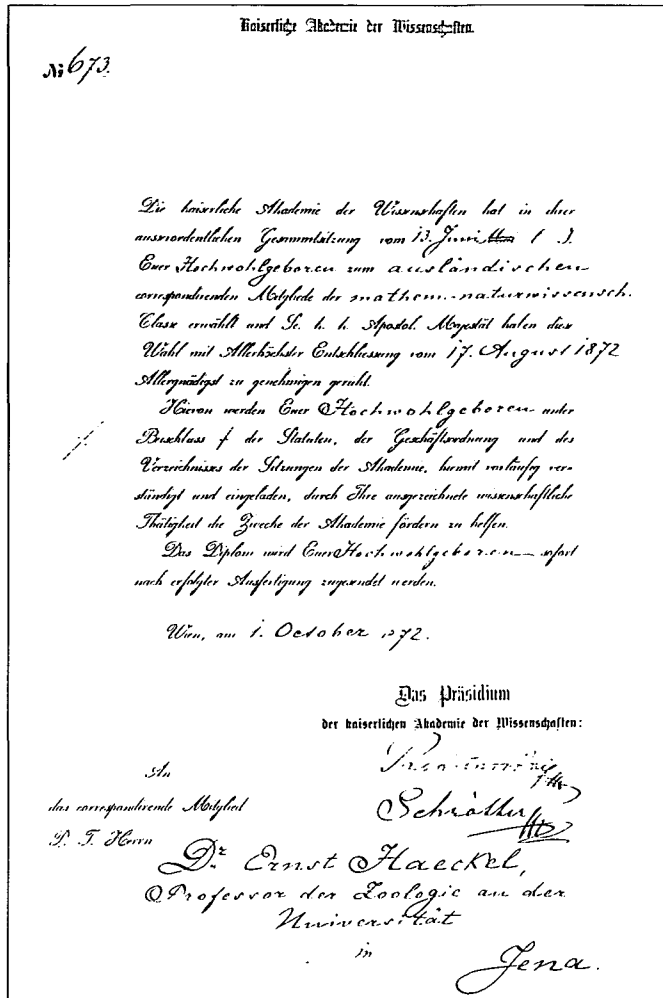 Kaiserliche Akademie der Wissenschaften.
№ 673.
Die kaiserliche Akademie der Wissenschaften hat in ihrer
ausserordentlichen Gesammtsitzung vom 13. Juni l. J.
Euer Hochwohlgeboren zum ausländischen
correspondirenden Mitgliede der mathem.-naturwissensch.
Classe erwählt und Se. k. k. Apostol. Majestät haben diese
Wahl mit Allerhöchster Entschliessung vom 17. August 1872
Allergnädigst zu genehmigen geruht.
Hievon werden Euer Hochwohlgeboren unter
Beischluss der Statuten, der Geschäftsordnung und des
Verzeichnisses der Sitzungen der Akademie, hiemit vorläufig ver-
ständigt und eingeladen, durch Ihre ausgezeichnete wissenschaftliche
Thätigkeit die Zwecke der Akademie fördern zu helfen.
Das Diplom wird Euer Hochwohlgeboren sofort
nach erfolgter Ausfertigung zugesendet werden.
Wien, am 1. October 1872.
Das Präsidium
der kaiserlichen Akademie der Wissenschaften:
Schrötter
An
das correspondirende Mitglied
P. T. Herrn
Dr Ernst Haeckel,
Professor der Zoologie an der
Universität
in
Jena.